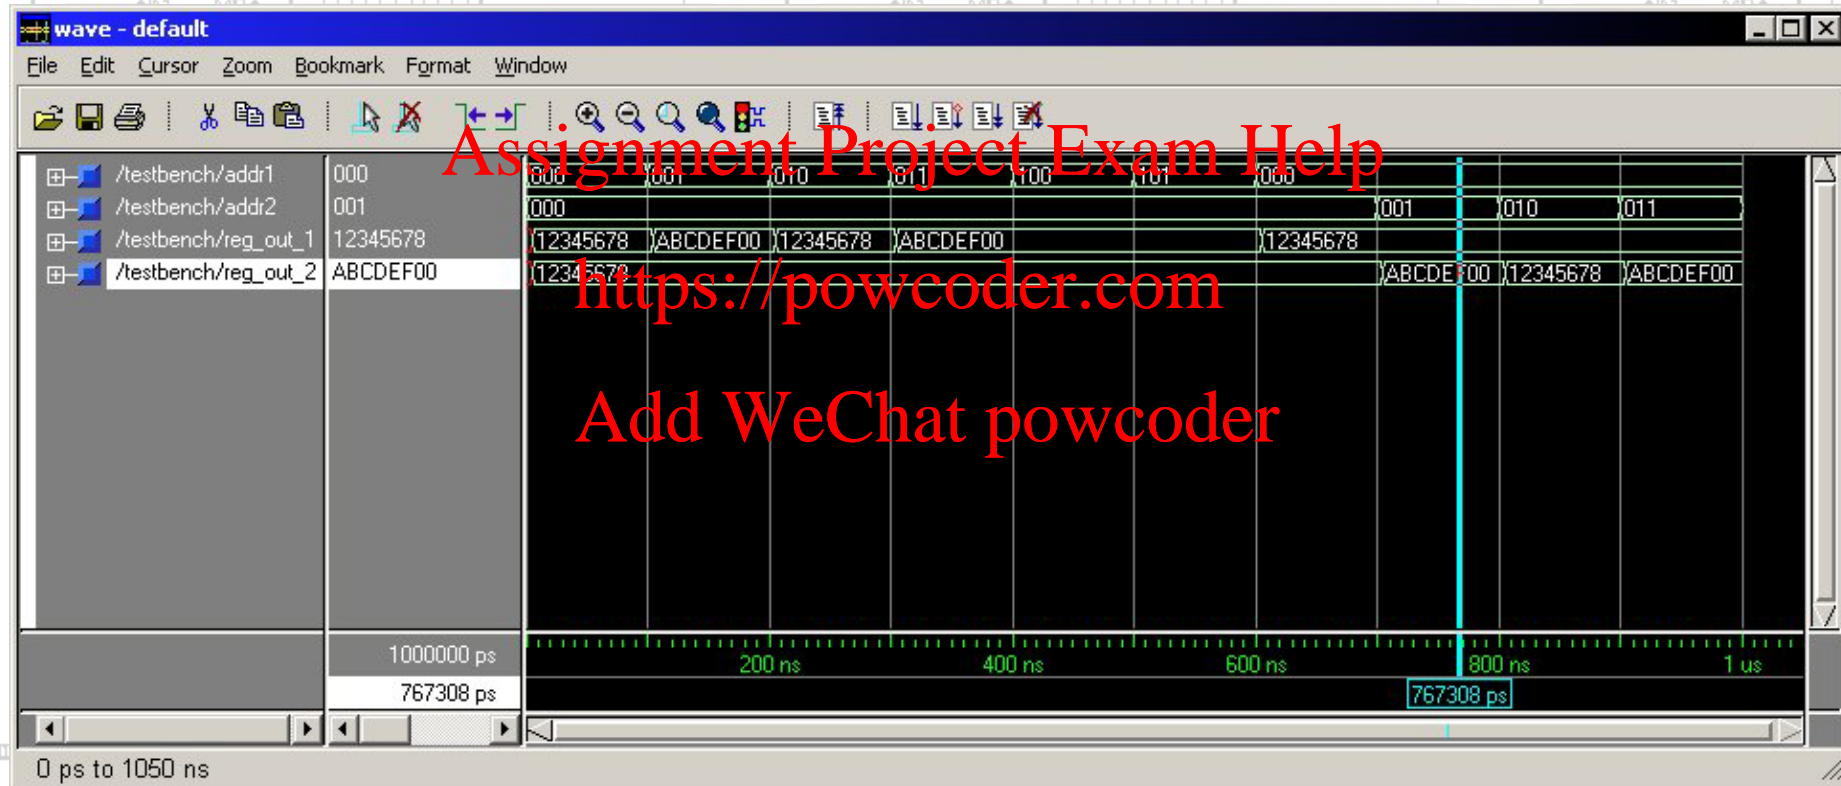 wave - default
File Edit Cursor Zoom Bookmark Format Window
Assignment Project Exam Help
/testbench/addr1 000 000 001 010 011 100 101 000
/testbench/addr2 001 000 001 010 011
/testbench/reg_out_1 12345678 12345678 ABCDEF00 12345678 ABCDEF00 12345678
/testbench/reg_out_2 ABCDEF00 12345678 ABCDEF00 12345678 ABCDEF00
https://powcoder.com
Add WeChat powcoder
1000000 ps 200 ns 400 ns 600 ns 800 ns 1 us
767308 ps 767308 ps
0 ps to 1050 ns